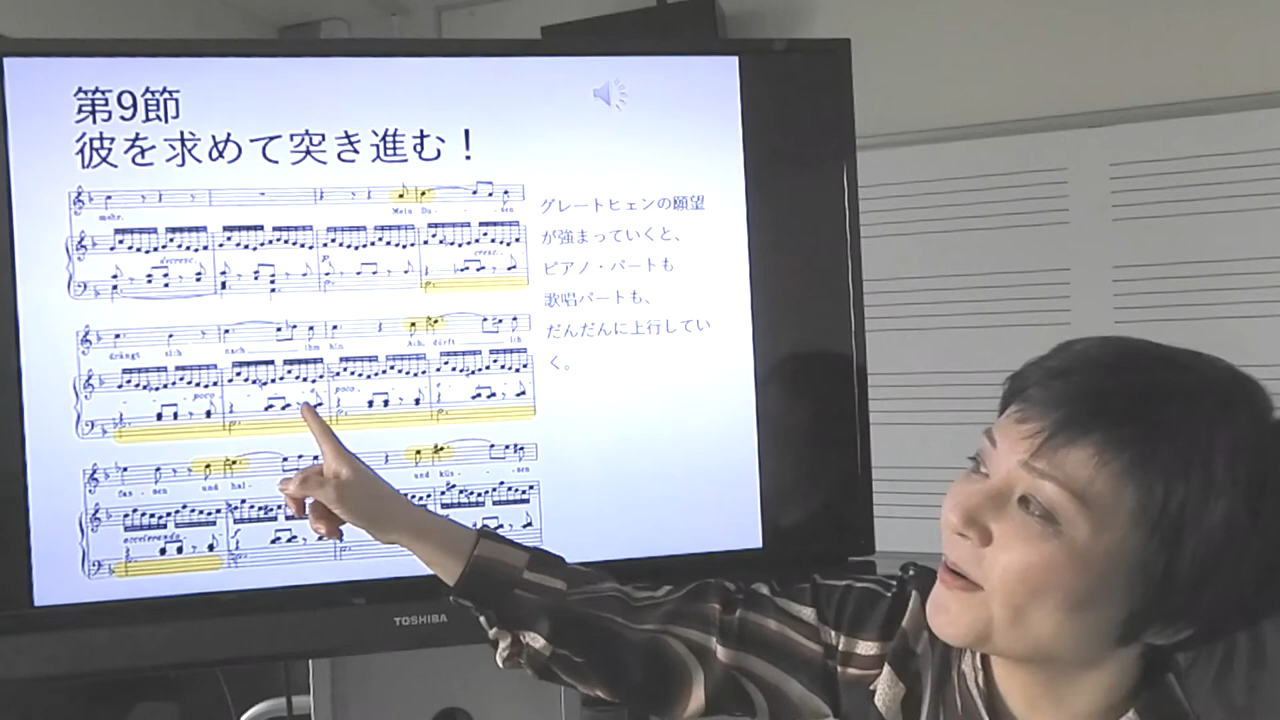 第9節
彼を求めて突き進む！
グレートヒェンの願望
が強まっていくと、
ピアノ・パートも
歌唱パートも、
だんだんに上行してい
く。
mehr. Mein Bu - - sen
decresc. p cresc.
drängt sich nach ihm hin Ach, dürft ich
poco poco
fas - sen und hal- und küs - - sen
accelerando
TOSHIBA